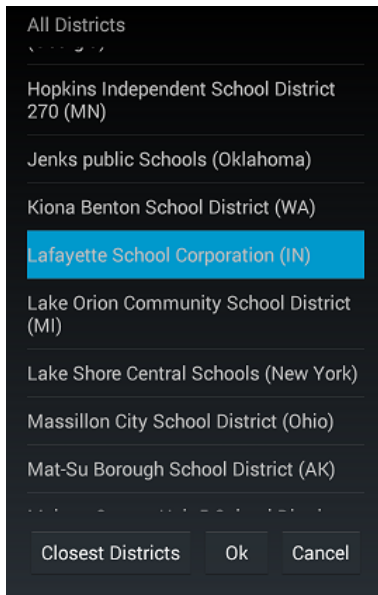 All Districts
Hopkins Independent School District
270 (MN)
Jenks public Schools (Oklahoma)
Kiona Benton School District (WA)
Lafayette School Corporation (IN)
Lake Orion Community School District
(MI)
Lake Shore Central Schools (New York)
Massillon City School District (Ohio)
Mat-Su Borough School District (AK)
Closest Districts Ok Cancel